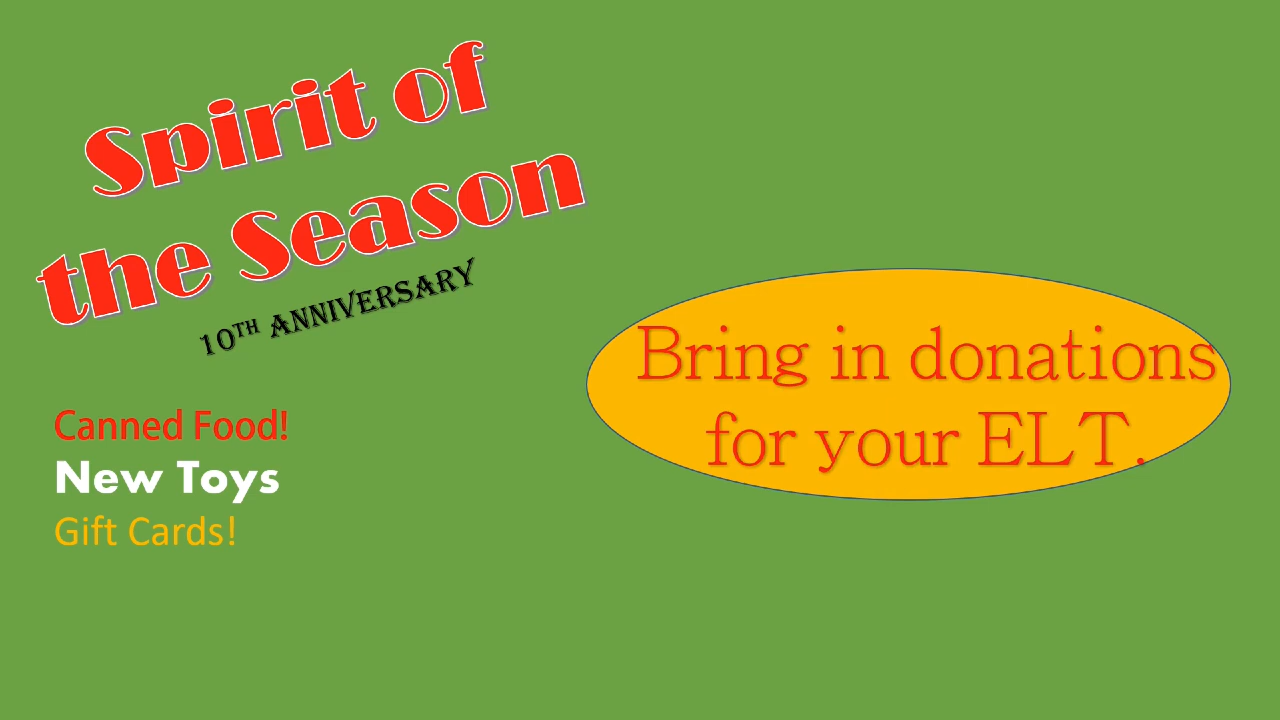 Spirit of
the Season
10TH ANNIVERSARY
Canned Food!
New Toys
Gift Cards!
Bring in donations
for your ELT.